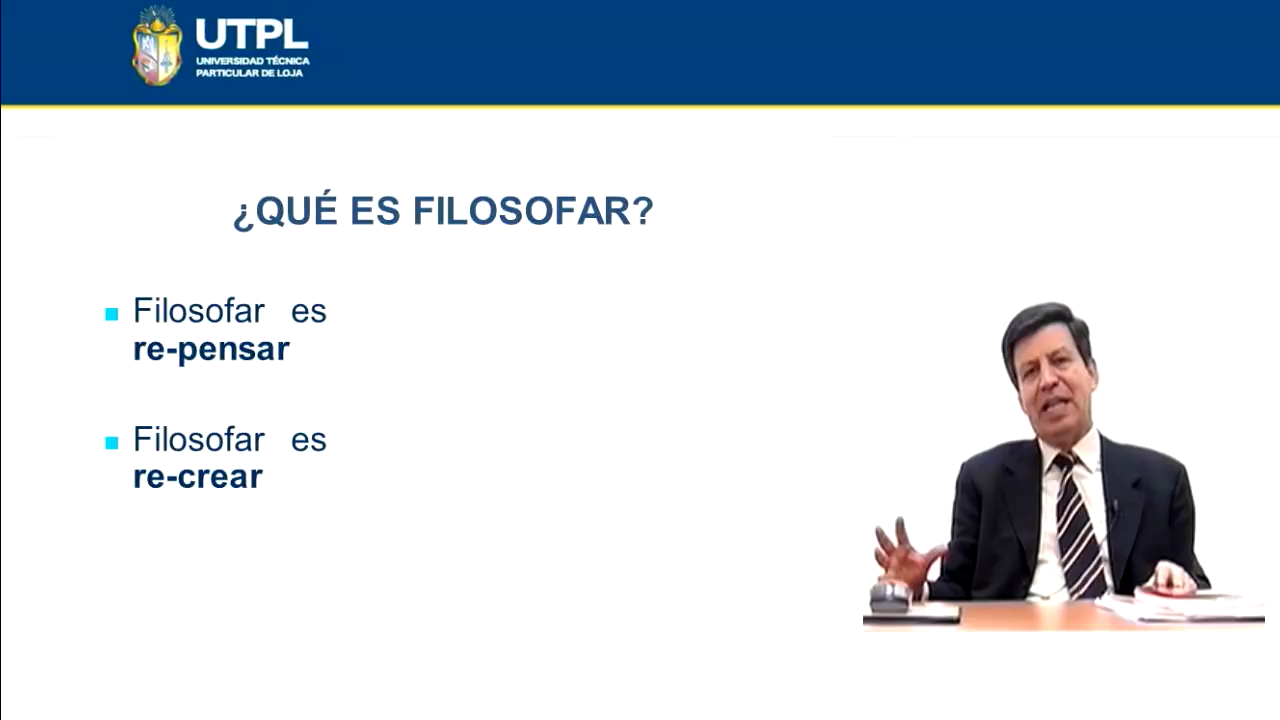 UTPL
UNIVERSIDAD TÉCNICA
PARTICULAR DE LOJA
¿QUÉ ES FILOSOFAR?
Filosofar es
re-pensar
Filosofar es
re-crear